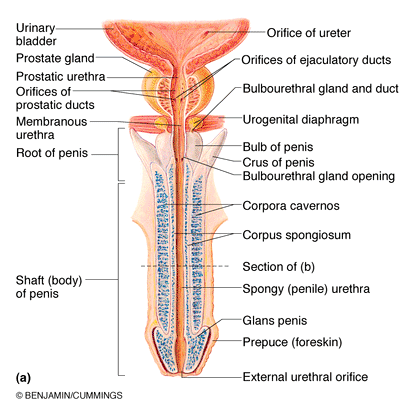 Urinary
bladder
Prostate gland
Prostatic urethra
Orifices of
prostatic ducts
Membranous
urethra
Root of penis
Shaft (body)
of penis
Orifice of ureter
Orifices of ejaculatory ducts
Bulbourethral gland and duct
Urogenital diaphragm
Bulb of penis
Crus of penis
Bulbourethral gland opening
Corpora cavernos
Corpus spongiosum
Section of (b)
Spongy (penile) urethra
Glans penis
Prepuce (foreskin)
External urethral orifice
(a)
© BENJAMIN/CUMMINGS